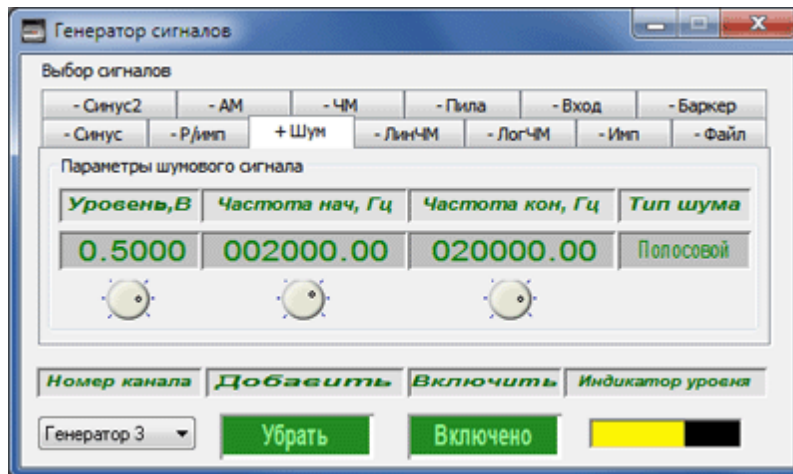 Генератор сигналов
Выбор сигналов
- Синус2 - АМ - ЧМ - Пила - Вход - Баркер
- Синус - Р/имп + Шум - ЛинЧМ - ЛогЧМ - Имп - Файл
Параметры шумового сигнала
Уровень,В Частота нач, Гц Частота кон, Гц Тип шума
0.5000 002000.00 020000.00 Полосовой
Номер канала Добавить Включить Индикатор уровня
Генератор 3 Убрать Включено